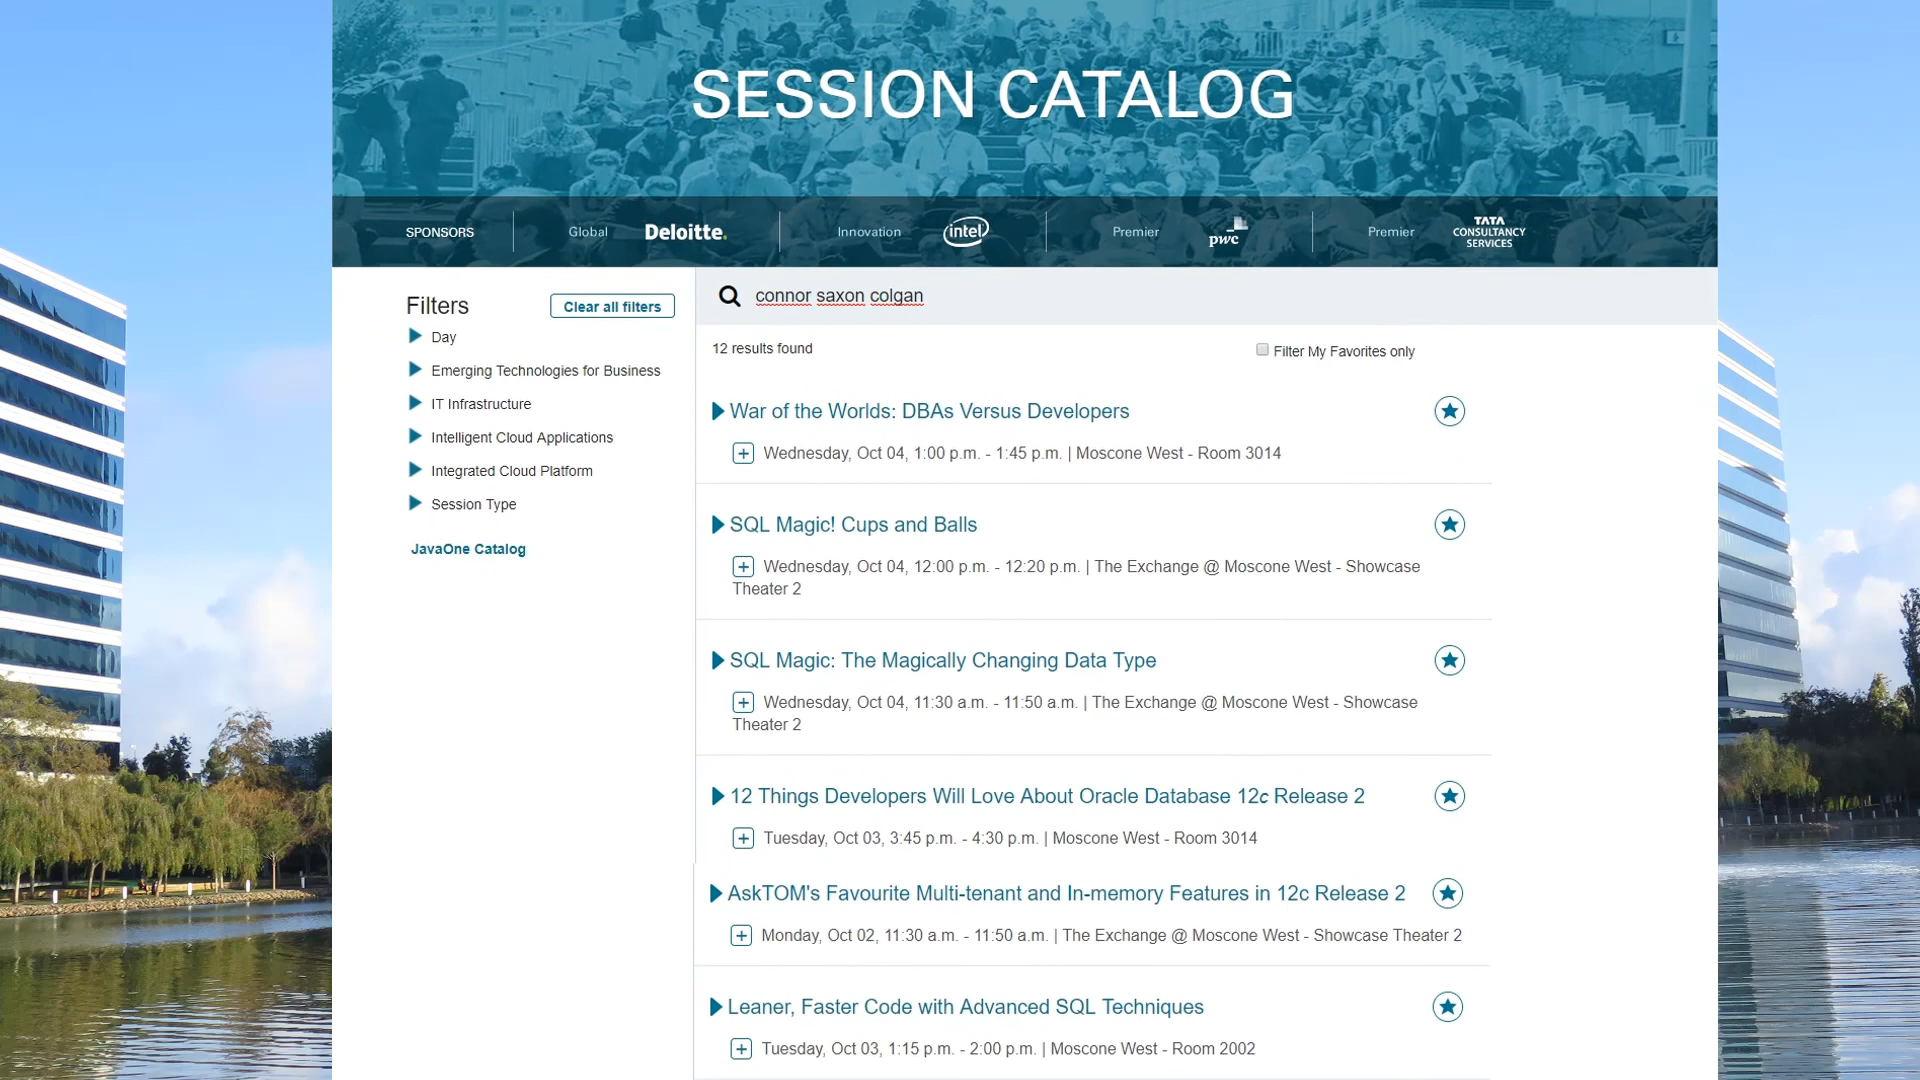 SESSION CATALOG
SPONSORS Global Deloitte. Innovation intel Premier pwc Premier TATA CONSULTANCY SERVICES
Filters Clear all filters
Day
Emerging Technologies for Business
IT Infrastructure
Intelligent Cloud Applications
Integrated Cloud Platform
Session Type
JavaOne Catalog
connor saxon colgan
12 results found Filter My Favorites only
War of the Worlds: DBAs Versus Developers
Wednesday, Oct 04, 1:00 p.m. - 1:45 p.m. | Moscone West - Room 3014
SQL Magic! Cups and Balls
Wednesday, Oct 04, 12:00 p.m. - 12:20 p.m. | The Exchange @ Moscone West - Showcase
Theater 2
SQL Magic: The Magically Changing Data Type
Wednesday, Oct 04, 11:30 a.m. - 11:50 a.m. | The Exchange @ Moscone West - Showcase
Theater 2
12 Things Developers Will Love About Oracle Database 12c Release 2
Tuesday, Oct 03, 3:45 p.m. - 4:30 p.m. | Moscone West - Room 3014
AskTOM's Favourite Multi-tenant and In-memory Features in 12c Release 2
Monday, Oct 02, 11:30 a.m. - 11:50 a.m. | The Exchange @ Moscone West - Showcase Theater 2
Leaner, Faster Code with Advanced SQL Techniques
Tuesday, Oct 03, 1:15 p.m. - 2:00 p.m. | Moscone West - Room 2002